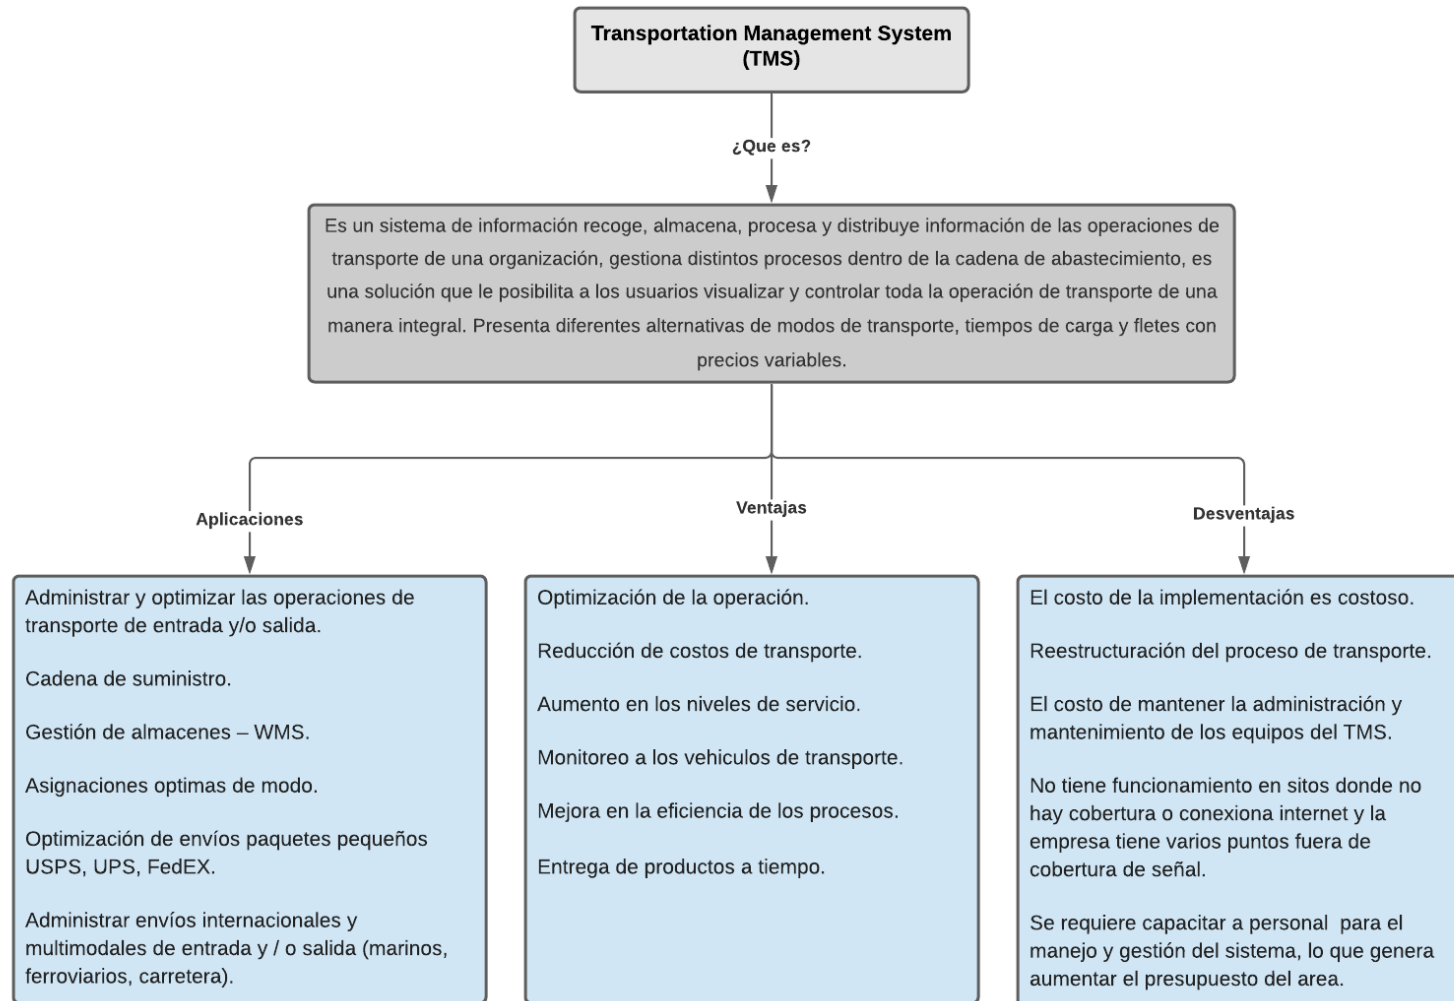 Transportation Management System
(TMS)
¿Que es?
Es un sistema de información recoge, almacena, procesa y distribuye información de las operaciones de
transporte de una organización, gestiona distintos procesos dentro de la cadena de abastecimiento, es
una solución que le posibilita a los usuarios visualizar y controlar toda la operación de transporte de una
manera integral. Presenta diferentes alternativas de modos de transporte, tiempos de carga y fletes con
precios variables.
Aplicaciones
Administrar y optimizar las operaciones de
transporte de entrada y/o salida.
Cadena de suministro.
Gestión de almacenes – WMS.
Asignaciones optimas de modo.
Optimización de envíos paquetes pequeños
USPS, UPS, FedEX.
Administrar envíos internacionales y
multimodales de entrada y / o salida (marinos,
ferroviarios, carretera).
Ventajas
Optimización de la operación.
Reducción de costos de transporte.
Aumento en los niveles de servicio.
Monitoreo a los vehiculos de transporte.
Mejora en la eficiencia de los procesos.
Entrega de productos a tiempo.
Desventajas
El costo de la implementación es costoso.
Reestructuración del proceso de transporte.
El costo de mantener la administración y
mantenimiento de los equipos del TMS.
No tiene funcionamiento en sitos donde no
hay cobertura o conexiona internet y la
empresa tiene varios puntos fuera de
cobertura de señal.
Se requiere capacitar a personal  para el
manejo y gestión del sistema, lo que genera
aumentar el presupuesto del area.